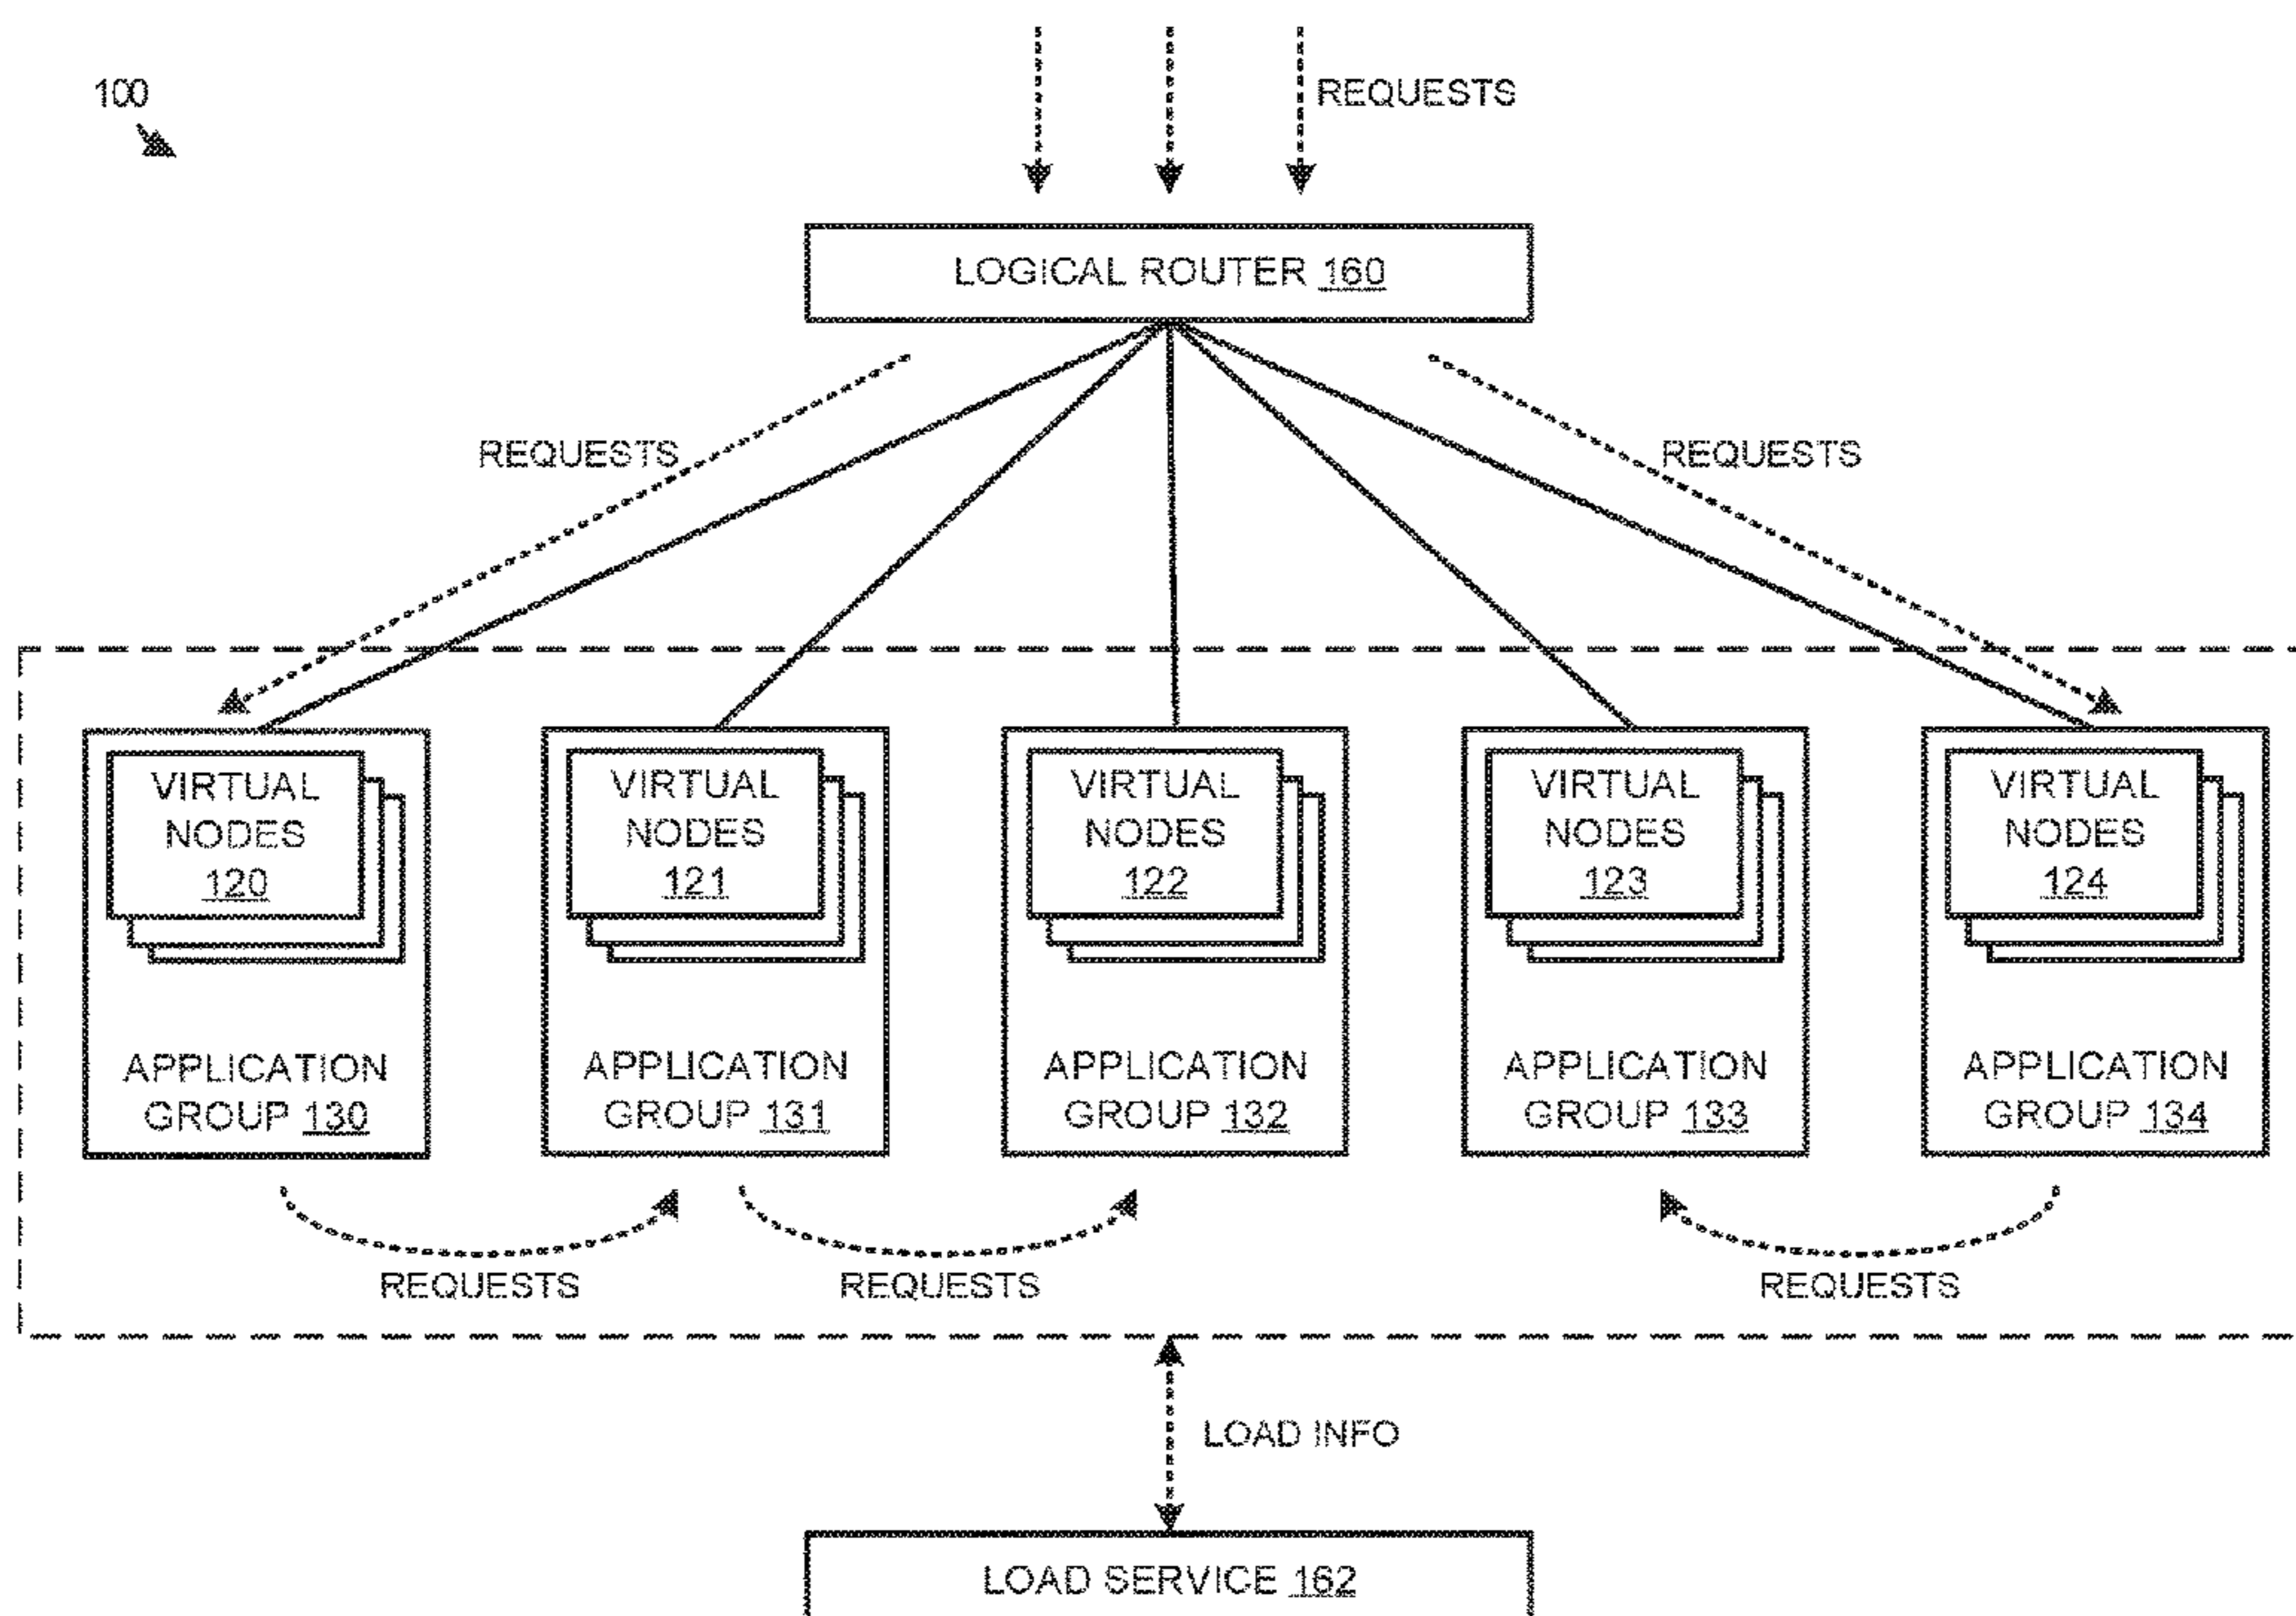 100
REQUESTS
LOGICAL ROUTER 160
REQUESTS
REQUESTS
VIRTUAL
NODES
120
VIRTUAL
NODES
121
VIRTUAL
NODES
122
VIRTUAL
NODES
123
VIRTUAL
NODES
124
APPLICATION
GROUP 130
APPLICATION
GROUP 131
APPLICATION
GROUP 132
APPLICATION
GROUP 133
APPLICATION
GROUP 134
REQUESTS
REQUESTS
REQUESTS
LOAD INFO
LOAD SERVICE 162